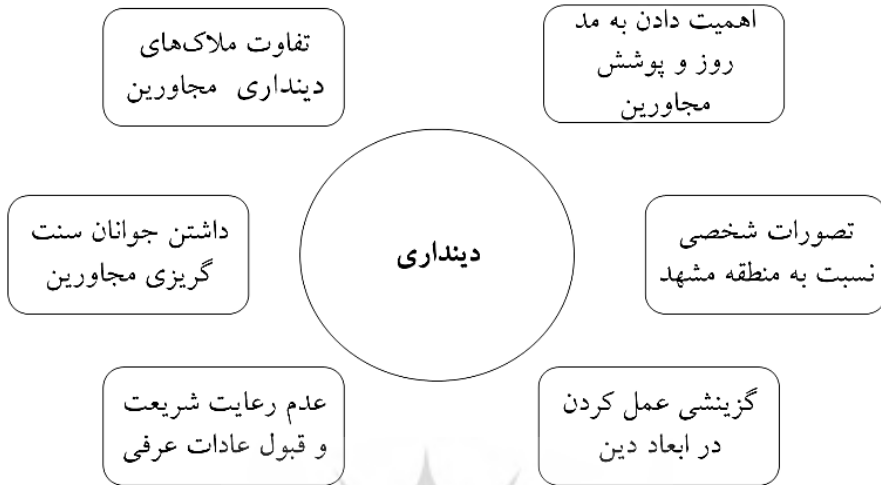 اهمیت دادن به مد
روز و پوشش
مجاورین
تفاوت ملاک‌های
دینداری مجاورین
تصورات شخصی
نسبت به منطقه مشهد
دینداری
داشتن جوانان سنت
گریزی مجاورین
گزینشی عمل کردن
در ابعاد دین
عدم رعایت شریعت
و قبول عادات عرفی